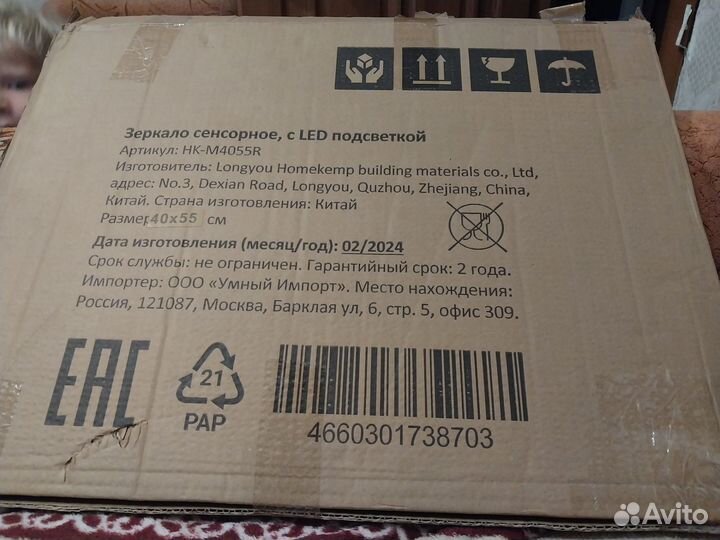 Зеркало сенсорное, с LED подсветкой
Артикул: HK-M4055R
Изготовитель: Longyou Homekemp building materials co., Ltd,
адрес: No.3, Dexian Road, Longyou, Quzhou, Zhejiang, China,
Китай. Страна изготовления: Китай
Размер 40x55 см
Дата изготовления (месяц/год): 02/2024
Срок службы: не ограничен. Гарантийный срок: 2 года.
Импортер: ООО «Умный Импорт». Место нахождения:
Россия, 121087, Москва, Барклая ул, 6, стр. 5, офис 309.
EAC
21
PAP
4660301738703
Avito